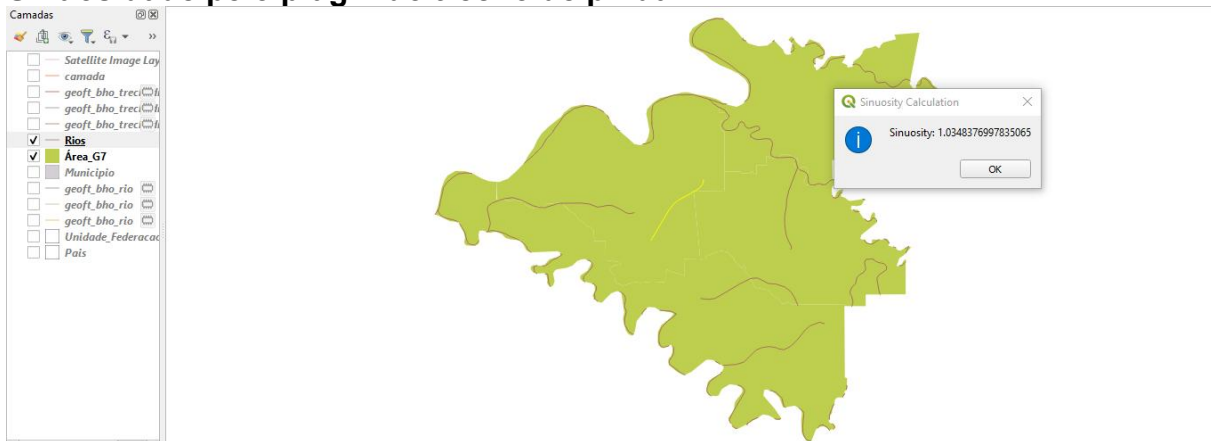 Camadas
Satellite Image Lay
camada
geoft_bho_treci
geoft_bho_treci
geoft_bho_treci
Rios
Área_G7
Municipio
geoft_bho_rio
geoft_bho_rio
geoft_bho_rio
Unidade_Federacao
Pais
Sinuosity Calculation
Sinuosity: 1.0348376997835065
OK